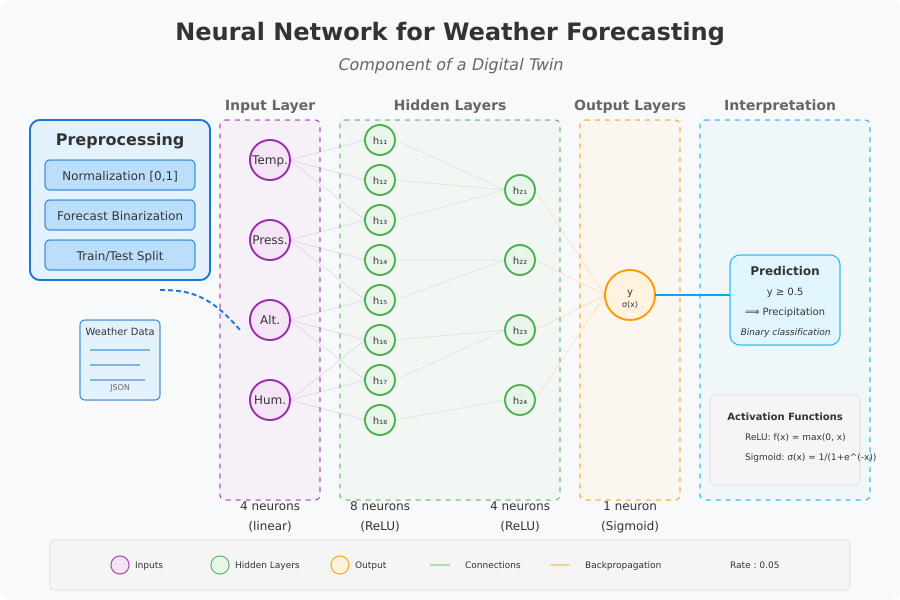 Neural Network for Weather Forecasting
Component of a Digital Twin
Input Layer
Hidden Layers
Output Layers
Interpretation
Preprocessing
Normalization [0,1]
Forecast Binarization
Train/Test Split
Weather Data
JSON
Temp.
Press.
Alt.
Hum.
h₁₁
h₁₂
h₁₃
h₁₄
h₁₅
h₁₆
h₁₇
h₁₈
h₂₁
h₂₂
h₂₃
h₂₄
y
σ(x)
Prediction
y ≥ 0.5
⟹ Precipitation
Binary classification
Activation Functions
ReLU: f(x) = max(0, x)
Sigmoid: σ(x) = 1/(1+e^(-x))
4 neurons
(linear)
8 neurons
(ReLU)
4 neurons
(ReLU)
1 neuron
(Sigmoid)
Inputs
Hidden Layers
Output
Connections
Backpropagation
Rate : 0.05